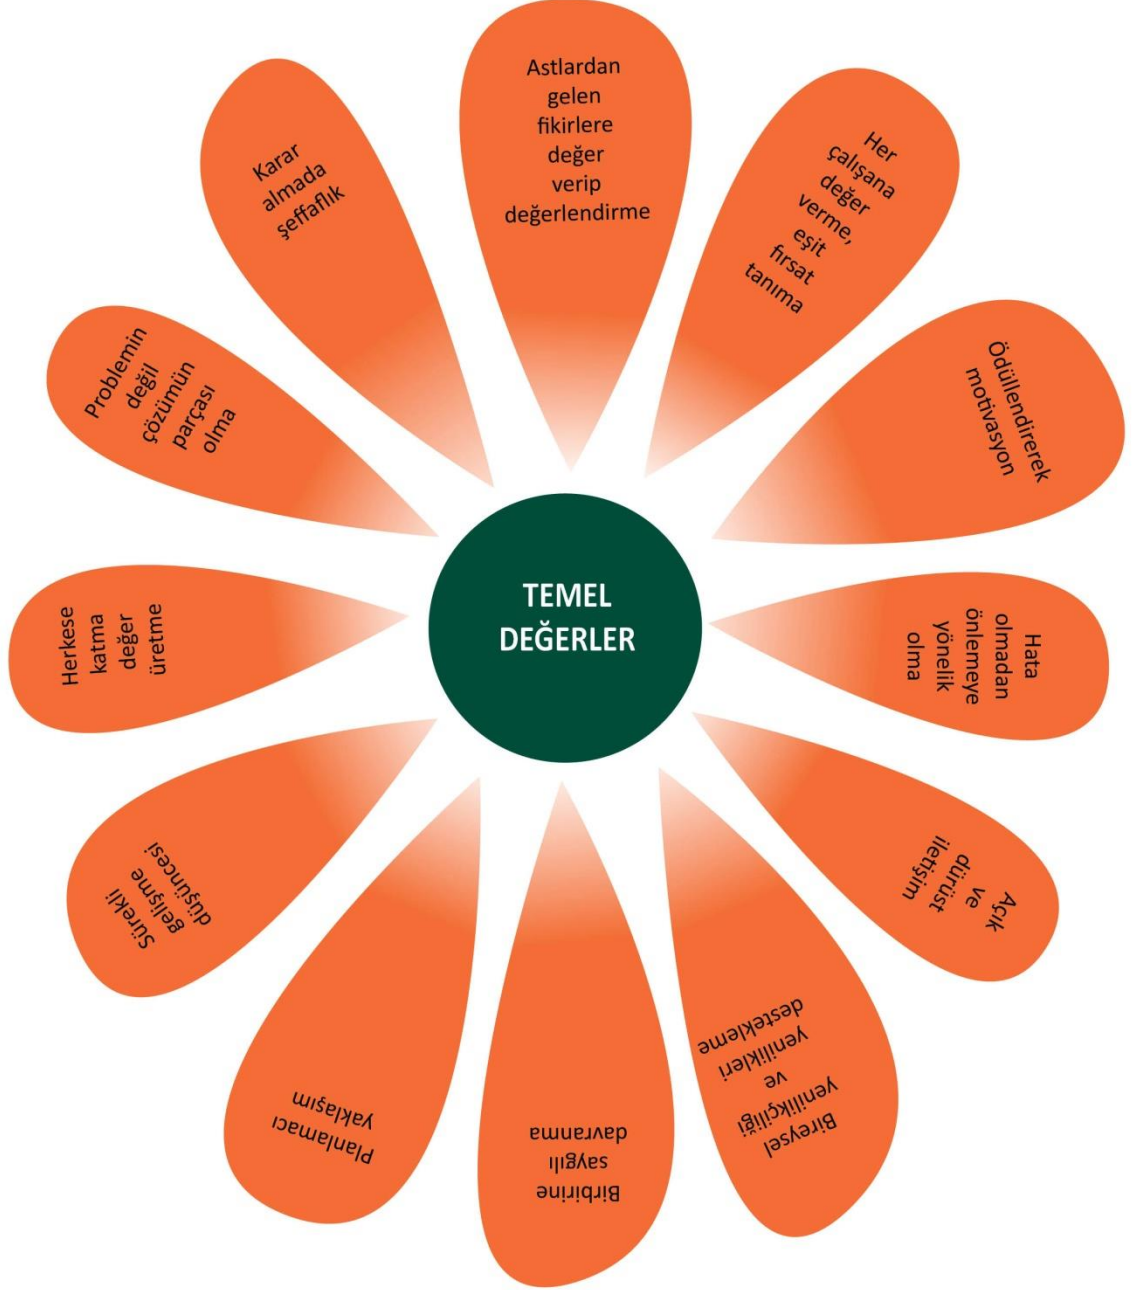 Astlardan
gelen
fikirlere
değer
verip
değerlendirme
Her
çalışana
değer
verme,
eşit
fırsat
tanıma
Ödüllendirerek
motivasyon
Hata
olmadan
önlemeye
yönelik
olma
Açık
ve
dürüst
iletişim
Bireysel
yenilikçiliği
ve
yenilikleri
destekleme
Birbirine
saygılı
davranma
Planlamacı
yaklaşım
Sürekli
gelişme
düşüncesi
Herkese
katma
değer
üretme
Problemin
değil
çözümün
parçası
olma
Karar
almada
şeffaflık
TEMEL
DEĞERLER